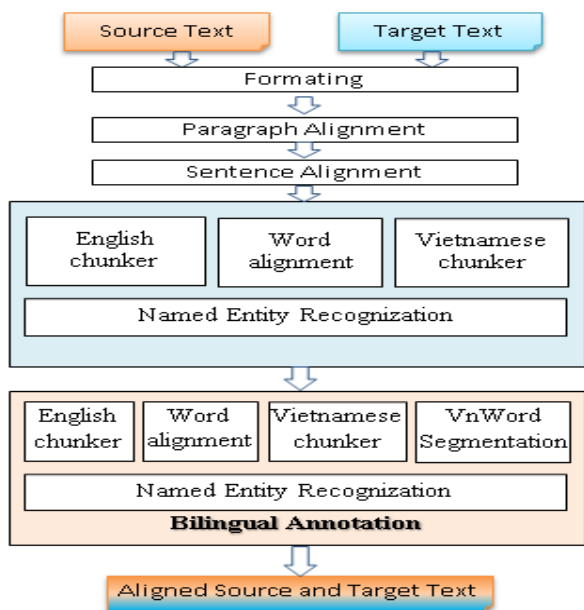 Source Text
Target Text
Formating
Paragraph Alignment
Sentence Alignment
English
chunker
Word
alignment
Vietnamese
chunker
Named Entity Recognization
English
chunker
Word
alignment
Vietnamese
chunker
VnWord
Segmentation
Named Entity Recognization
Bilingual Annotation
Aligned Source and Target Text